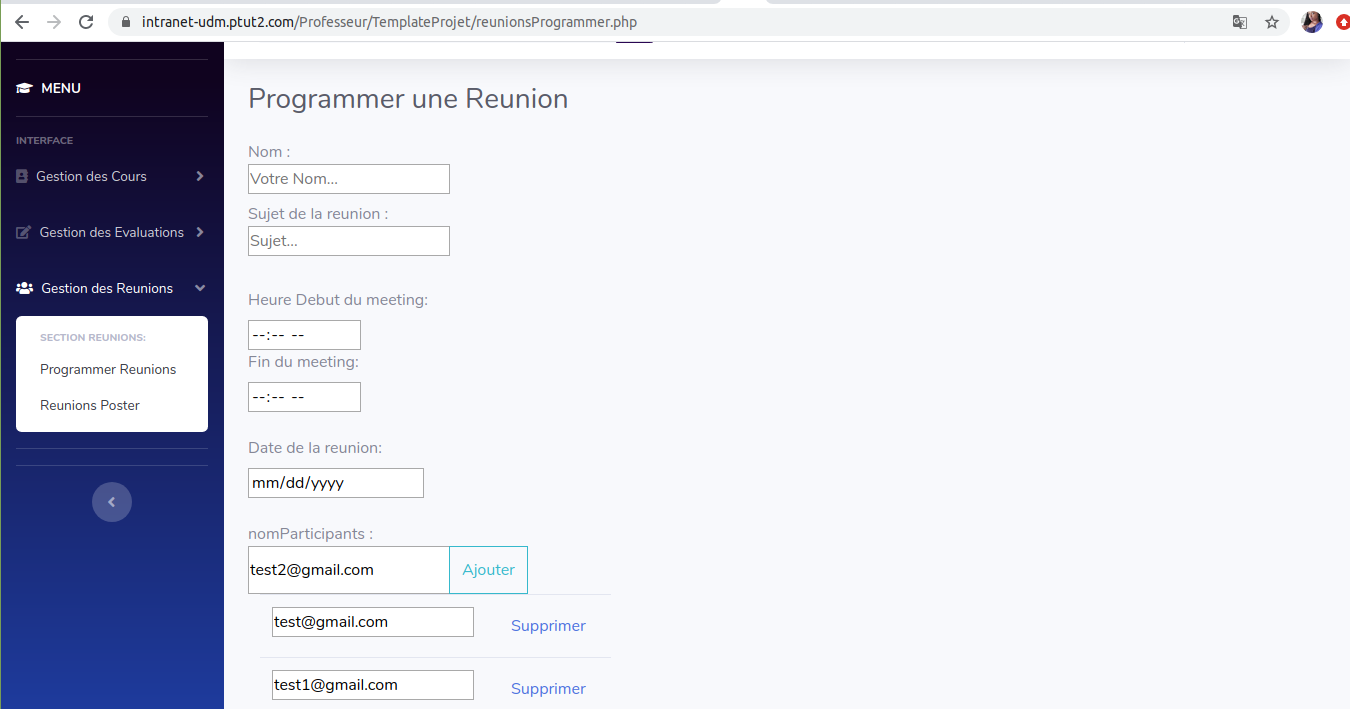 intranet-udm.ptut2.com/Professeur/TemplateProjet/reunionsProgrammer.php
MENU
INTERFACE
Gestion des Cours
Gestion des Evaluations
Gestion des Reunions
SECTION REUNIONS:
Programmer Reunions
Reunions Poster
Programmer une Reunion
Nom :
Votre Nom...
Sujet de la reunion :
Sujet...
Heure Debut du meeting:
--:-- --
Fin du meeting:
--:-- --
Date de la reunion:
mm/dd/yyyy
nomParticipants :
test2@gmail.com Ajouter
test@gmail.com Supprimer
test1@gmail.com Supprimer